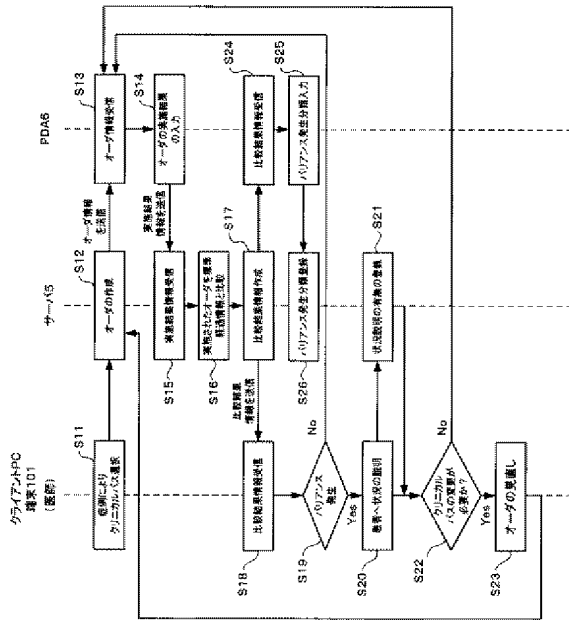 クライアントPC
端末101
(医師)
サーバ5
PDA6
S11
症例により
クリニカルパス選択
S12
オーダの作成
オーダ情報
を送信
S13
オーダ情報受信
S14
オーダの実施結果
の入力
実施結果
情報を送信
S15
実施結果情報受信
S16
実施されたオーダを標準
経過情報と比較
S17
比較結果情報作成
比較結果
情報を送信
S18
比較結果情報受信
S24
比較結果情報受信
S25
バリアンス発生分類入力
S26
バリアンス発生分類登録
S19
バリアンス
発生
No
Yes
S20
患者へ状況の説明
S21
状況説明の有無の登録
S22
クリニカル
パスの変更が
必要か?
No
Yes
S23
オーダの見直し